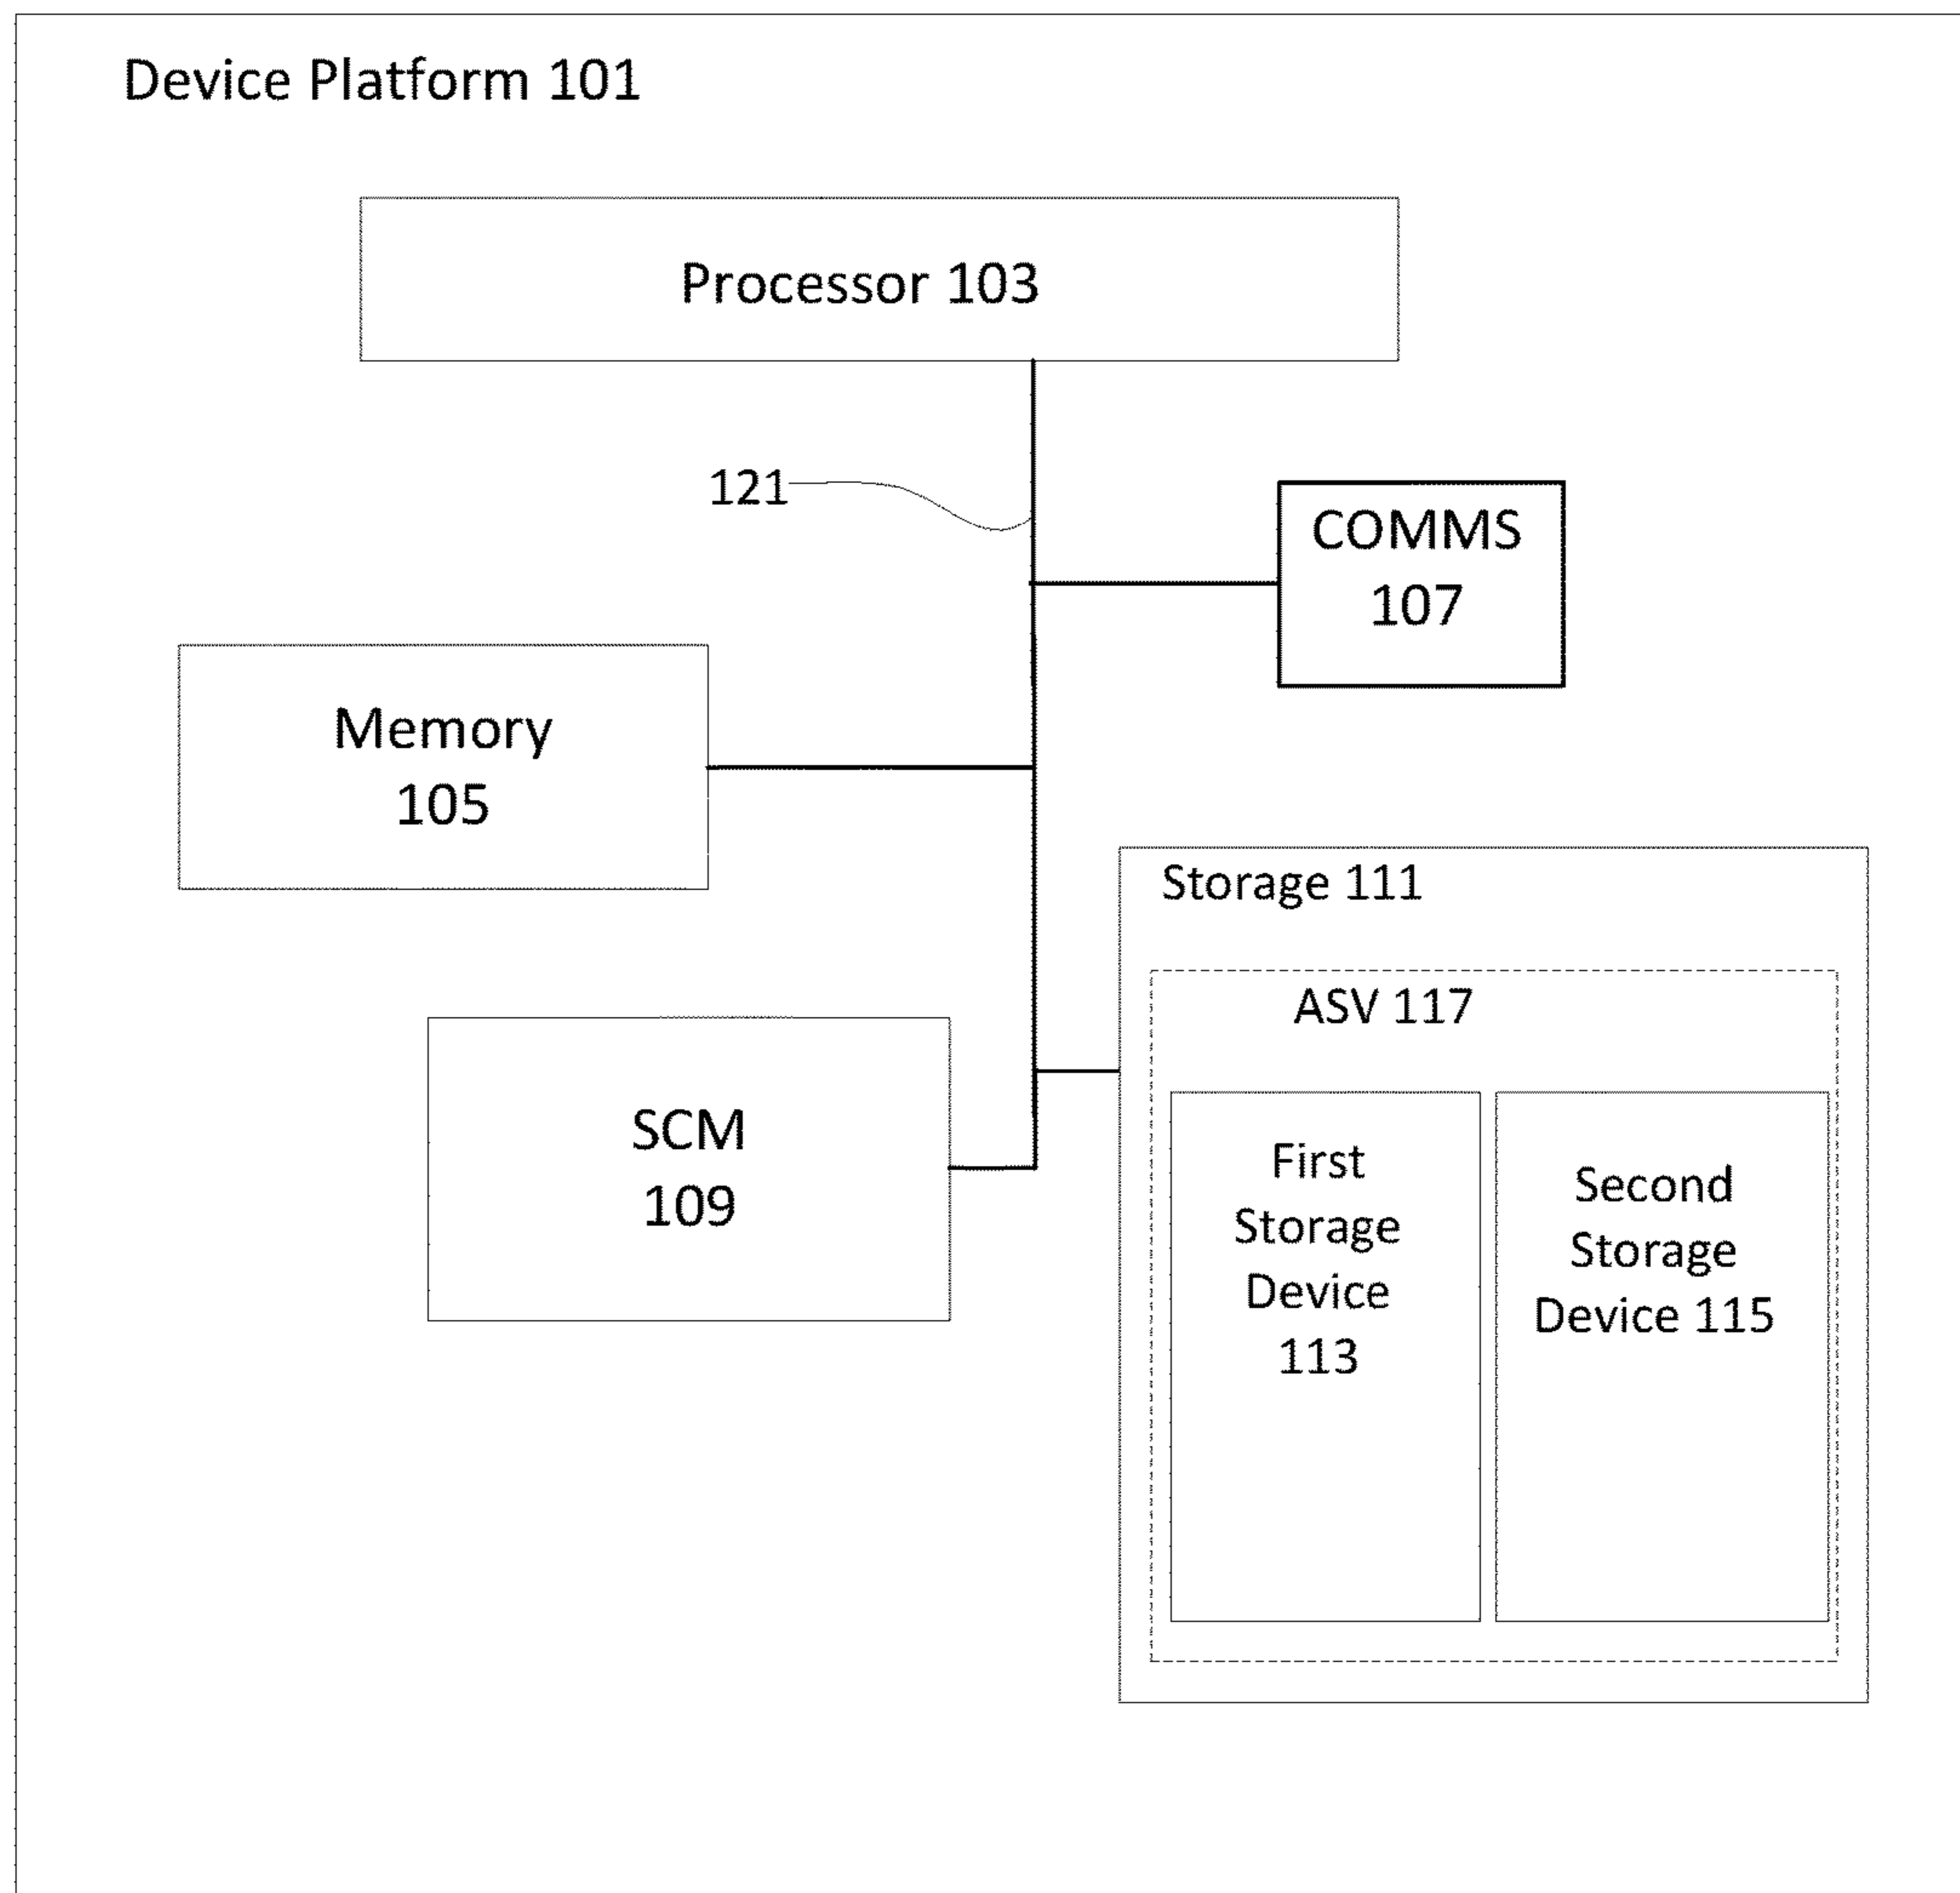 Device Platform 101
Processor 103
121
COMMS
107
Memory
105
Storage 111
ASV 117
SCM
109
First
Storage
Device
113
Second
Storage
Device 115